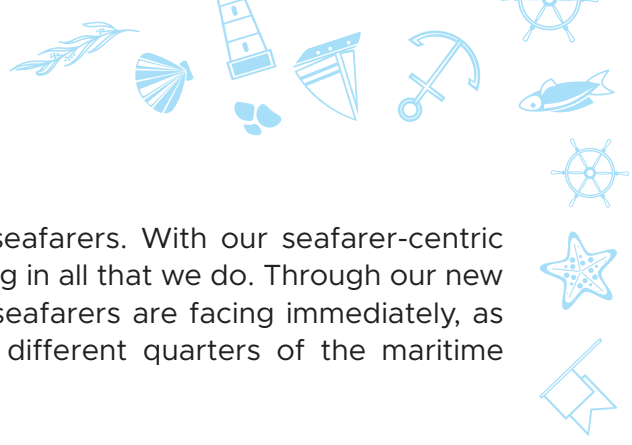 seafarers. With our seafarer-centric
g in all that we do. Through our new
seafarers are facing immediately, as
different quarters of the maritime